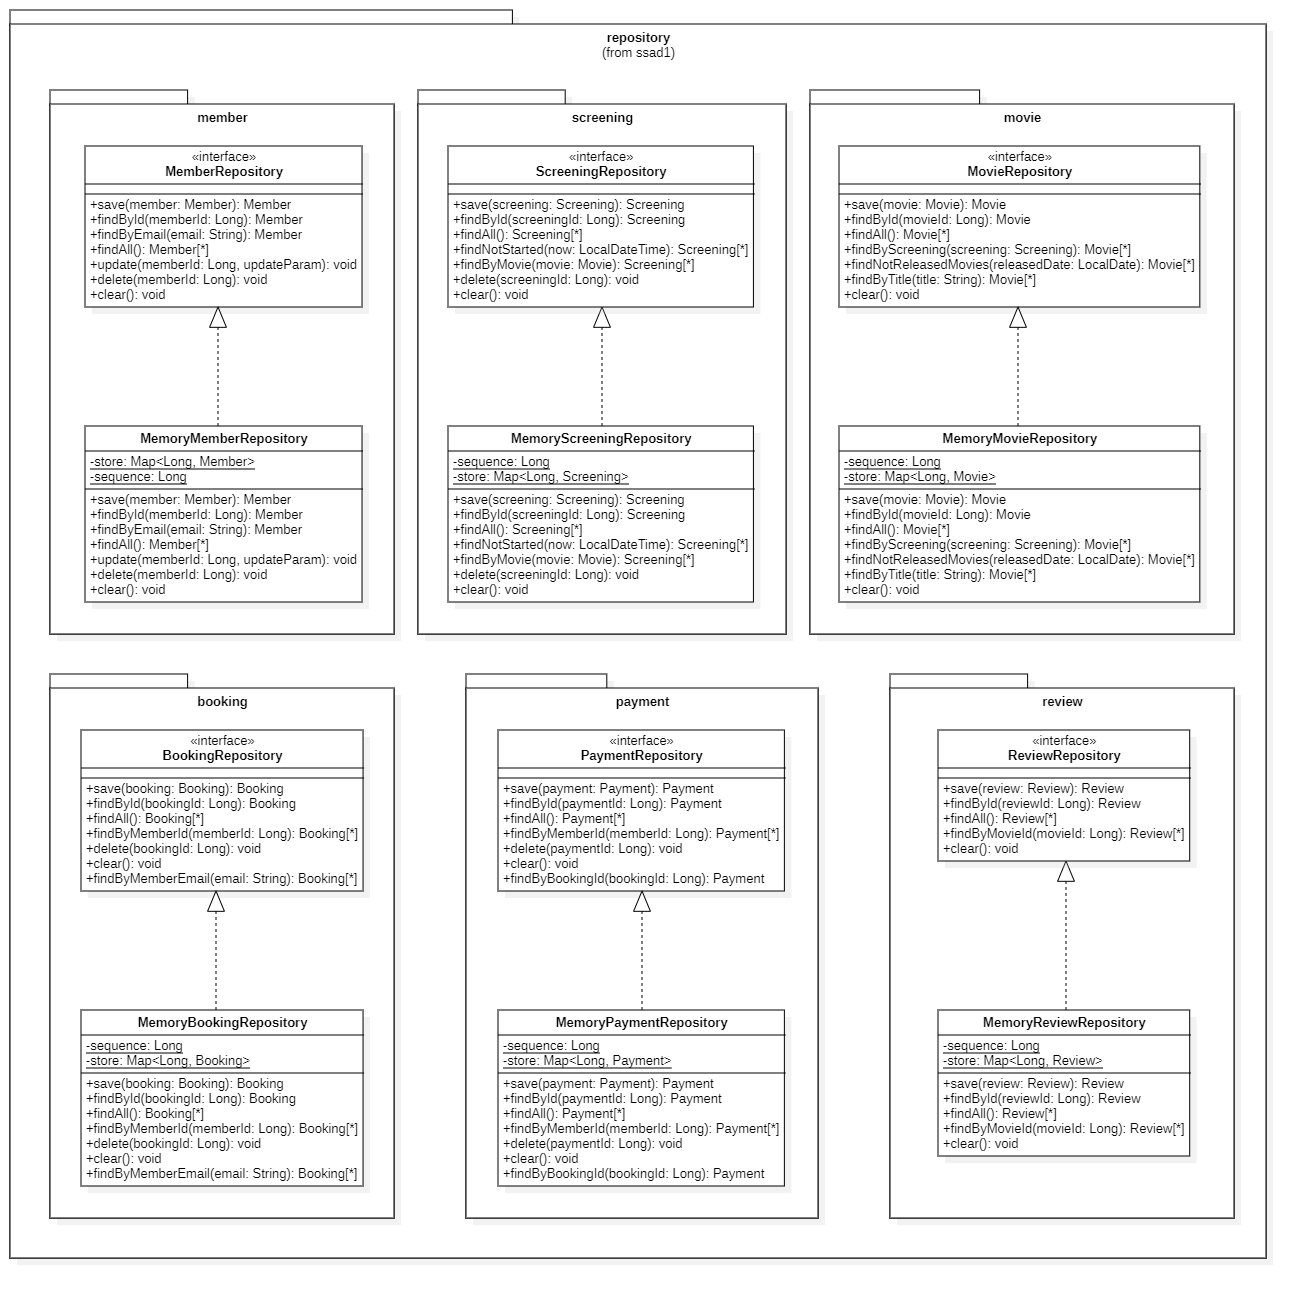 repository
(from ssad1)
member
«interface»
MemberRepository
+save(member: Member): Member
+findById(memberId: Long): Member
+findByEmail(email: String): Member
+findAll(): Member[*]
+update(memberId: Long, updateParam): void
+delete(memberId: Long): void
+clear(): void
MemoryMemberRepository
-store: Map<Long, Member>
-sequence: Long
+save(member: Member): Member
+findById(memberId: Long): Member
+findByEmail(email: String): Member
+findAll(): Member[*]
+update(memberId: Long, updateParam): void
+delete(memberId: Long): void
+clear(): void
screening
«interface»
ScreeningRepository
+save(screening: Screening): Screening
+findById(screeningId: Long): Screening
+findAll(): Screening[*]
+findNotStarted(now: LocalDateTime): Screening[*]
+findByMovie(movie: Movie): Screening[*]
+delete(screeningId: Long): void
+clear(): void
MemoryScreeningRepository
-sequence: Long
-store: Map<Long, Screening>
+save(screening: Screening): Screening
+findById(screeningId: Long): Screening
+findAll(): Screening[*]
+findNotStarted(now: LocalDateTime): Screening[*]
+findByMovie(movie: Movie): Screening[*]
+delete(screeningId: Long): void
+clear(): void
movie
«interface»
MovieRepository
+save(movie: Movie): Movie
+findById(movieId: Long): Movie
+findAll(): Movie[*]
+findByScreening(screening: Screening): Movie[*]
+findNotReleasedMovies(releasedDate: LocalDate): Movie[*]
+findByTitle(title: String): Movie[*]
+clear(): void
MemoryMovieRepository
-sequence: Long
-store: Map<Long, Movie>
+save(movie: Movie): Movie
+findById(movieId: Long): Movie
+findAll(): Movie[*]
+findByScreening(screening: Screening): Movie[*]
+findNotReleasedMovies(releasedDate: LocalDate): Movie[*]
+findByTitle(title: String): Movie[*]
+clear(): void
booking
«interface»
BookingRepository
+save(booking: Booking): Booking
+findById(bookingId: Long): Booking
+findAll(): Booking[*]
+findByMemberId(memberId: Long): Booking[*]
+delete(bookingId: Long): void
+clear(): void
+findByMemberEmail(email: String): Booking[*]
MemoryBookingRepository
-sequence: Long
-store: Map<Long, Booking>
+save(booking: Booking): Booking
+findById(bookingId: Long): Booking
+findAll(): Booking[*]
+findByMemberId(memberId: Long): Booking[*]
+delete(bookingId: Long): void
+clear(): void
+findByMemberEmail(email: String): Booking[*]
payment
«interface»
PaymentRepository
+save(payment: Payment): Payment
+findById(paymentId: Long): Payment
+findAll(): Payment[*]
+findByMemberId(memberId: Long): Payment[*]
+delete(paymentId: Long): void
+clear(): void
+findByBookingId(bookingId: Long): Payment
MemoryPaymentRepository
-sequence: Long
-store: Map<Long, Payment>
+save(payment: Payment): Payment
+findById(paymentId: Long): Payment
+findAll(): Payment[*]
+findByMemberId(memberId: Long): Payment[*]
+delete(paymentId: Long): void
+clear(): void
+findByBookingId(bookingId: Long): Payment
review
«interface»
ReviewRepository
+save(review: Review): Review
+findById(reviewId: Long): Review
+findAll(): Review[*]
+findByMovieId(movieId: Long): Review[*]
+clear(): void
MemoryReviewRepository
-sequence: Long
-store: Map<Long, Review>
+save(review: Review): Review
+findById(reviewId: Long): Review
+findAll(): Review[*]
+findByMovieId(movieId: Long): Review[*]
+clear(): void